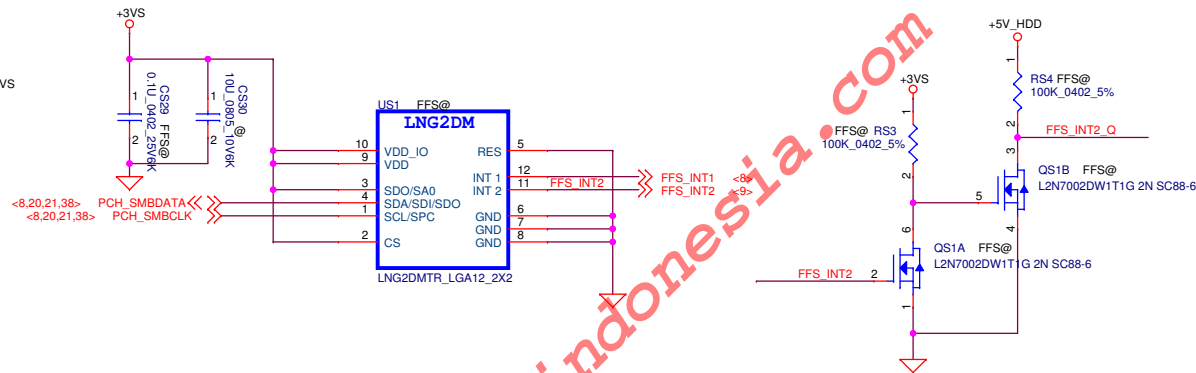 +3VS
VS
1
2
CS29 FFS@
0.1U_0402_25V6K
1
2
CS30
@
10U_0805_10V6K
US1 FFS@
LNG2DM
10 VDD_IO
9 VDD
3 SDO/SA0
4 SDA/SDI/SDO
1 SCL/SPC
2 CS
RES 5
INT 1 12
INT 2 11
GND 6
GND 7
GND 8
LNG2DMTR_LGA12_2X2
<8,20,21,38> PCH_SMBDATA
<8,20,21,38> PCH_SMBCLK
FFS_INT2
FFS_INT1 <8>
FFS_INT2 <9>
+3VS
1
FFS@ RS3
100K_0402_5%
2
+5V_HDD
1
RS4 FFS@
100K_0402_5%
2
FFS_INT2_Q
3
QS1B FFS@
5
L2N7002DW1T1G 2N SC88-6
4
6
QS1A FFS@
L2N7002DW1T1G 2N SC88-6
FFS_INT2 2
1
indonesia.com